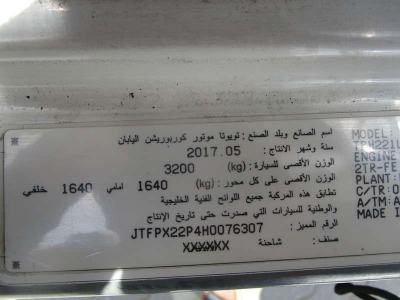 اسم الصانع وبلد الصنع : تويوتا موتور كوربوريشن اليابان
سنة وشهر الانتاج : 2017.05
الوزن الأقصى للسيارة : (kg) 3200
الوزن الأقصى على كل محور : (kg) 1640 امامي 1640 خلفي
تطابق هذه المركبة جميع اللوائح الفنية الخليجية
والوطنية للسيارات التي صدرت حتى تاريخ الإنتاج
الرقم المميز : JTFPX22P4H0076307
صنف : شاحنة XXXXXX
MODEL:
ENGINE
2TR-FE
PLANT:
C/TR:
A/TM:
MADE I